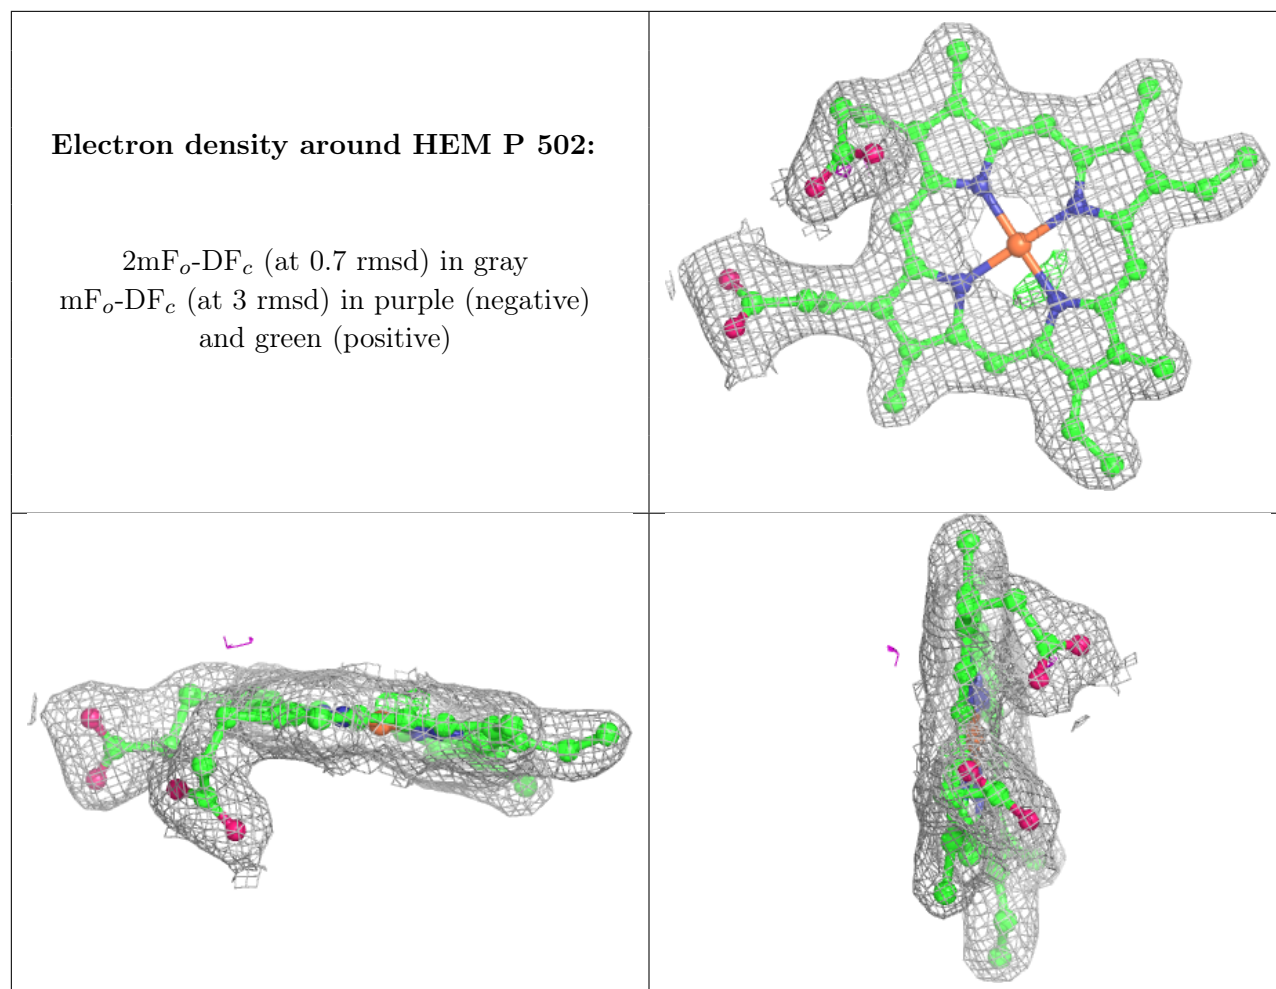 Electron density around HEM P 502:
2mFo-DFc (at 0.7 rmsd) in gray
mFo-DFc (at 3 rmsd) in purple (negative)
and green (positive)